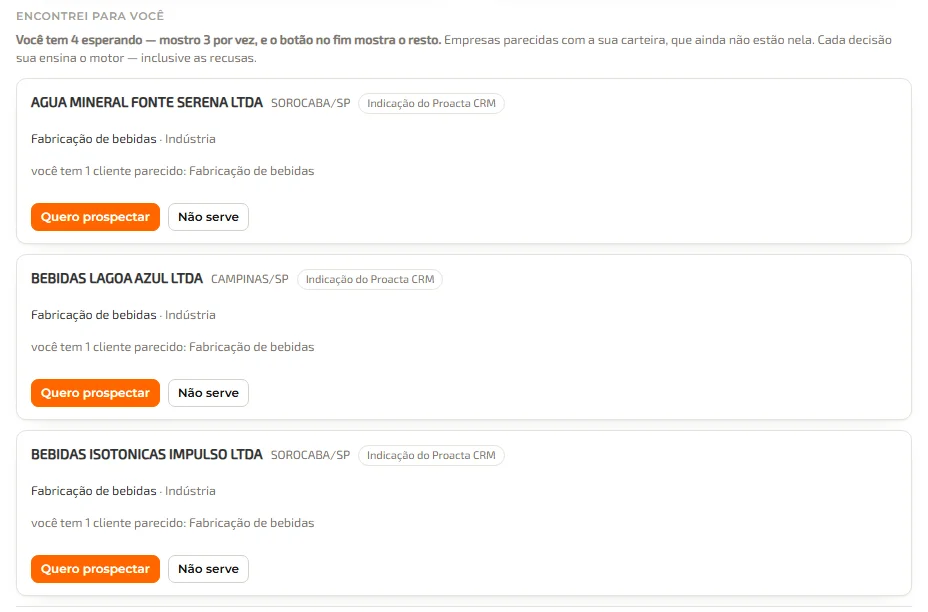 ENCONTREI PARA VOCÊ
Você tem 4 esperando — mostro 3 por vez, e o botão no fim mostra o resto. Empresas parecidas com a sua carteira, que ainda não estão nela. Cada decisão
sua ensina o motor — inclusive as recusas.
AGUA MINERAL FONTE SERENA LTDA SOROCABA/SP Indicação do Proacta CRM
Fabricação de bebidas · Indústria
você tem 1 cliente parecido: Fabricação de bebidas
Quero prospectar Não serve
BEBIDAS LAGOA AZUL LTDA CAMPINAS/SP Indicação do Proacta CRM
Fabricação de bebidas · Indústria
você tem 1 cliente parecido: Fabricação de bebidas
Quero prospectar Não serve
BEBIDAS ISOTONICAS IMPULSO LTDA SOROCABA/SP Indicação do Proacta CRM
Fabricação de bebidas · Indústria
você tem 1 cliente parecido: Fabricação de bebidas
Quero prospectar Não serve